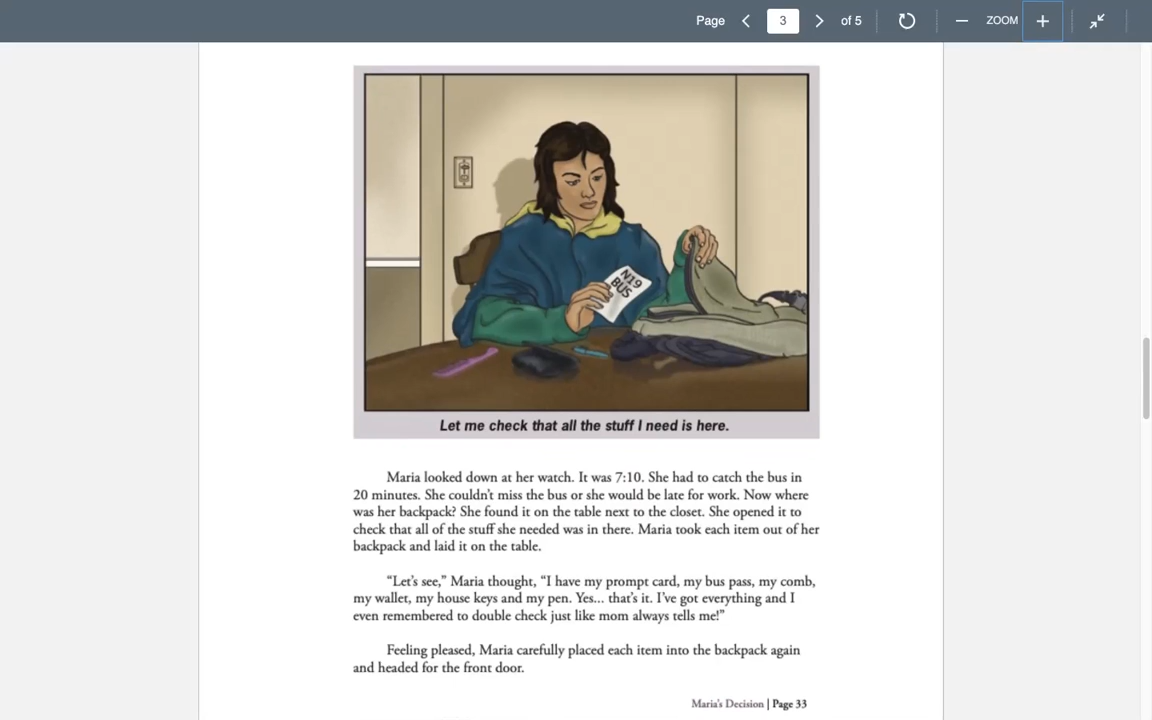 Page 3 of 5 ZOOM
N19
BUS
Let me check that all the stuff I need is here.
Maria looked down at her watch. It was 7:10. She had to catch the bus in
20 minutes. She couldn't miss the bus or she would be late for work. Now where
was her backpack? She found it on the table next to the closet. She opened it to
check that all of the stuff she needed was in there. Maria took each item out of her
backpack and laid it on the table.
“Let's see,” Maria thought, “I have my prompt card, my bus pass, my comb,
my wallet, my house keys and my pen. Yes... that's it. I've got everything and I
even remembered to double check just like mom always tells me!”
Feeling pleased, Maria carefully placed each item into the backpack again
and headed for the front door.
Maria's Decision | Page 33